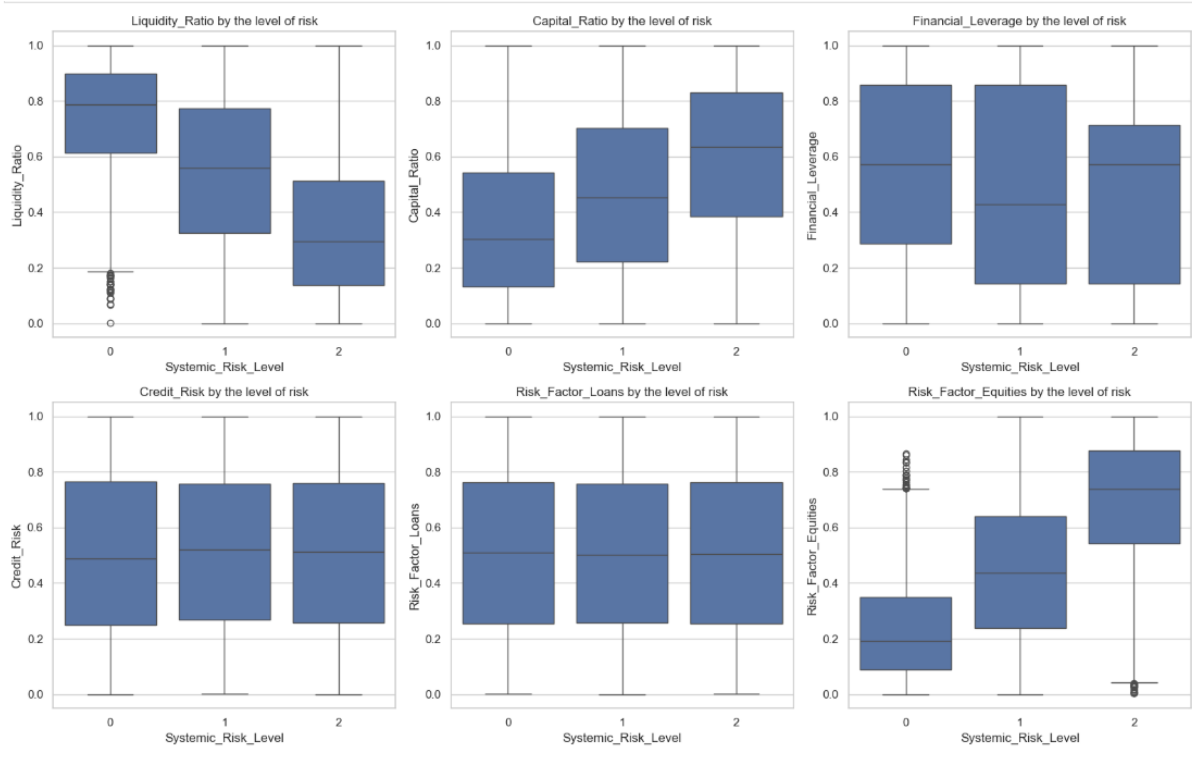 Liquidity_Ratio by the level of risk
Liquidity_Ratio
1.0
0.8
0.6
0.4
0.2
0.0
0 1 2
Systemic_Risk_Level
Capital_Ratio by the level of risk
Capital_Ratio
1.0
0.8
0.6
0.4
0.2
0.0
0 1 2
Systemic_Risk_Level
Financial_Leverage by the level of risk
Financial_Leverage
1.0
0.8
0.6
0.4
0.2
0.0
0 1 2
Systemic_Risk_Level
Credit_Risk by the level of risk
Credit_Risk
1.0
0.8
0.6
0.4
0.2
0.0
0 1 2
Systemic_Risk_Level
Risk_Factor_Loans by the level of risk
Risk_Factor_Loans
1.0
0.8
0.6
0.4
0.2
0.0
0 1 2
Systemic_Risk_Level
Risk_Factor_Equities by the level of risk
Risk_Factor_Equities
1.0
0.8
0.6
0.4
0.2
0.0
0 1 2
Systemic_Risk_Level